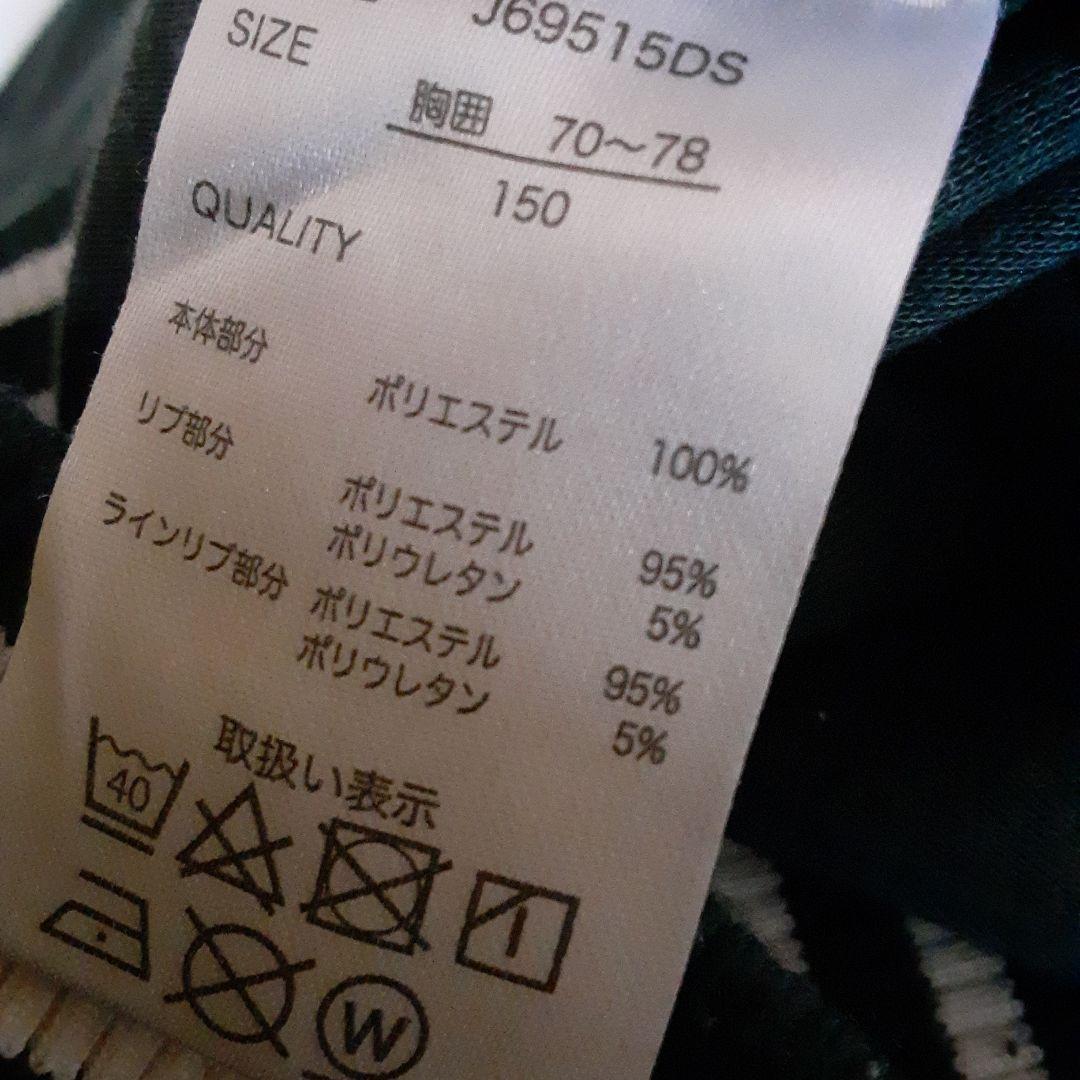 J69515DS
SIZE
胸囲 70〜78
150
QUALITY
本体部分
ポリエステル 100%
リブ部分
ポリエステル 95%
ポリウレタン 5%
ラインリブ部分
ポリエステル 95%
ポリウレタン 5%
取扱い表示
40
W